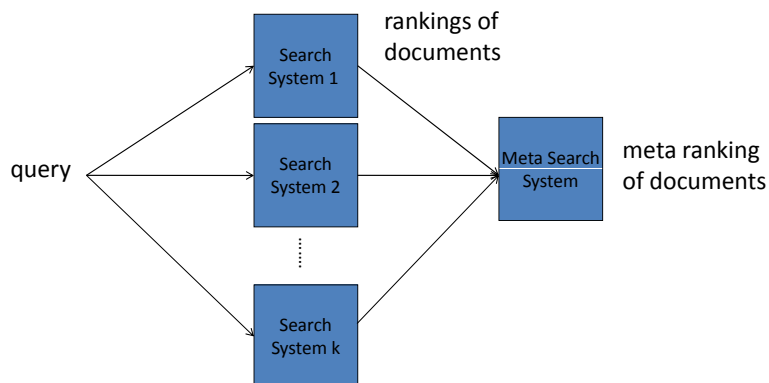 query
Search
System 1
Search
System 2
Search
System k
rankings of
documents
Meta Search
System
meta ranking
of documents